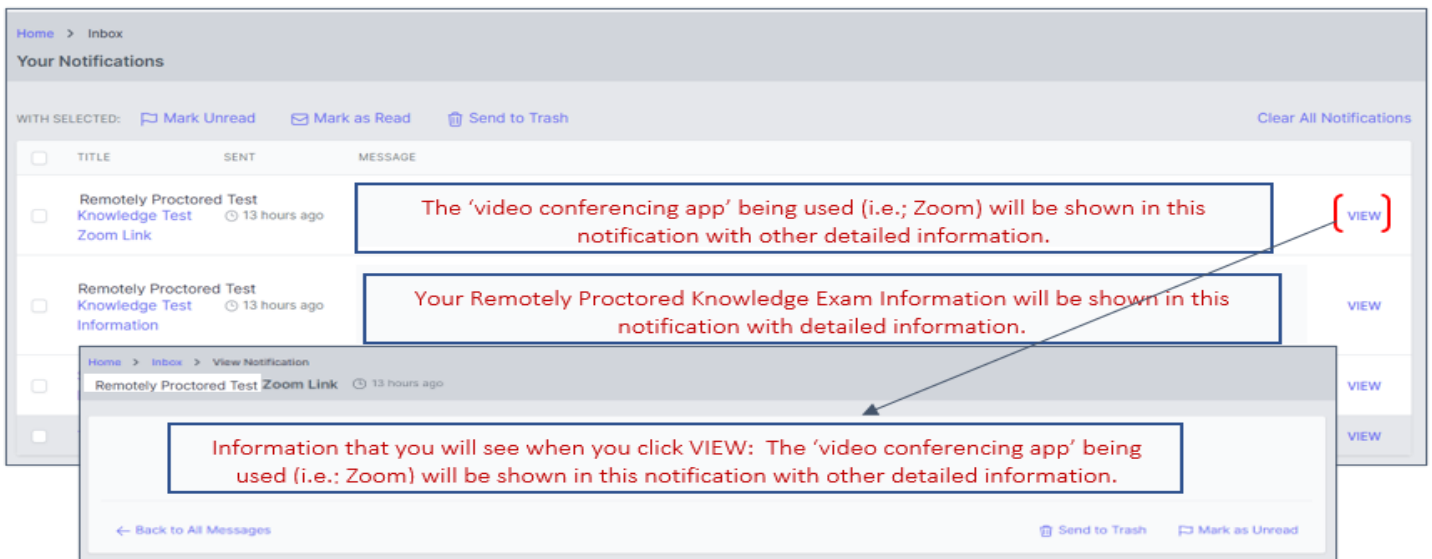 Home > Inbox
Your Notifications
WITH SELECTED: Mark Unread Mark as Read Send to Trash Clear All Notifications
TITLE SENT MESSAGE
Remotely Proctored Test
Knowledge Test 13 hours ago
Zoom Link
The ‘video conferencing app’ being used (i.e.; Zoom) will be shown in this
notification with other detailed information.
VIEW
Remotely Proctored Test
Knowledge Test 13 hours ago
Information
Your Remotely Proctored Knowledge Exam Information will be shown in this
notification with detailed information.
VIEW
VIEW
VIEW
Home > Inbox > View Notification
Remotely Proctored Test Zoom Link 13 hours ago
Information that you will see when you click VIEW: The ‘video conferencing app’ being
used (i.e.; Zoom) will be shown in this notification with other detailed information.
← Back to All Messages Send to Trash Mark as Unread